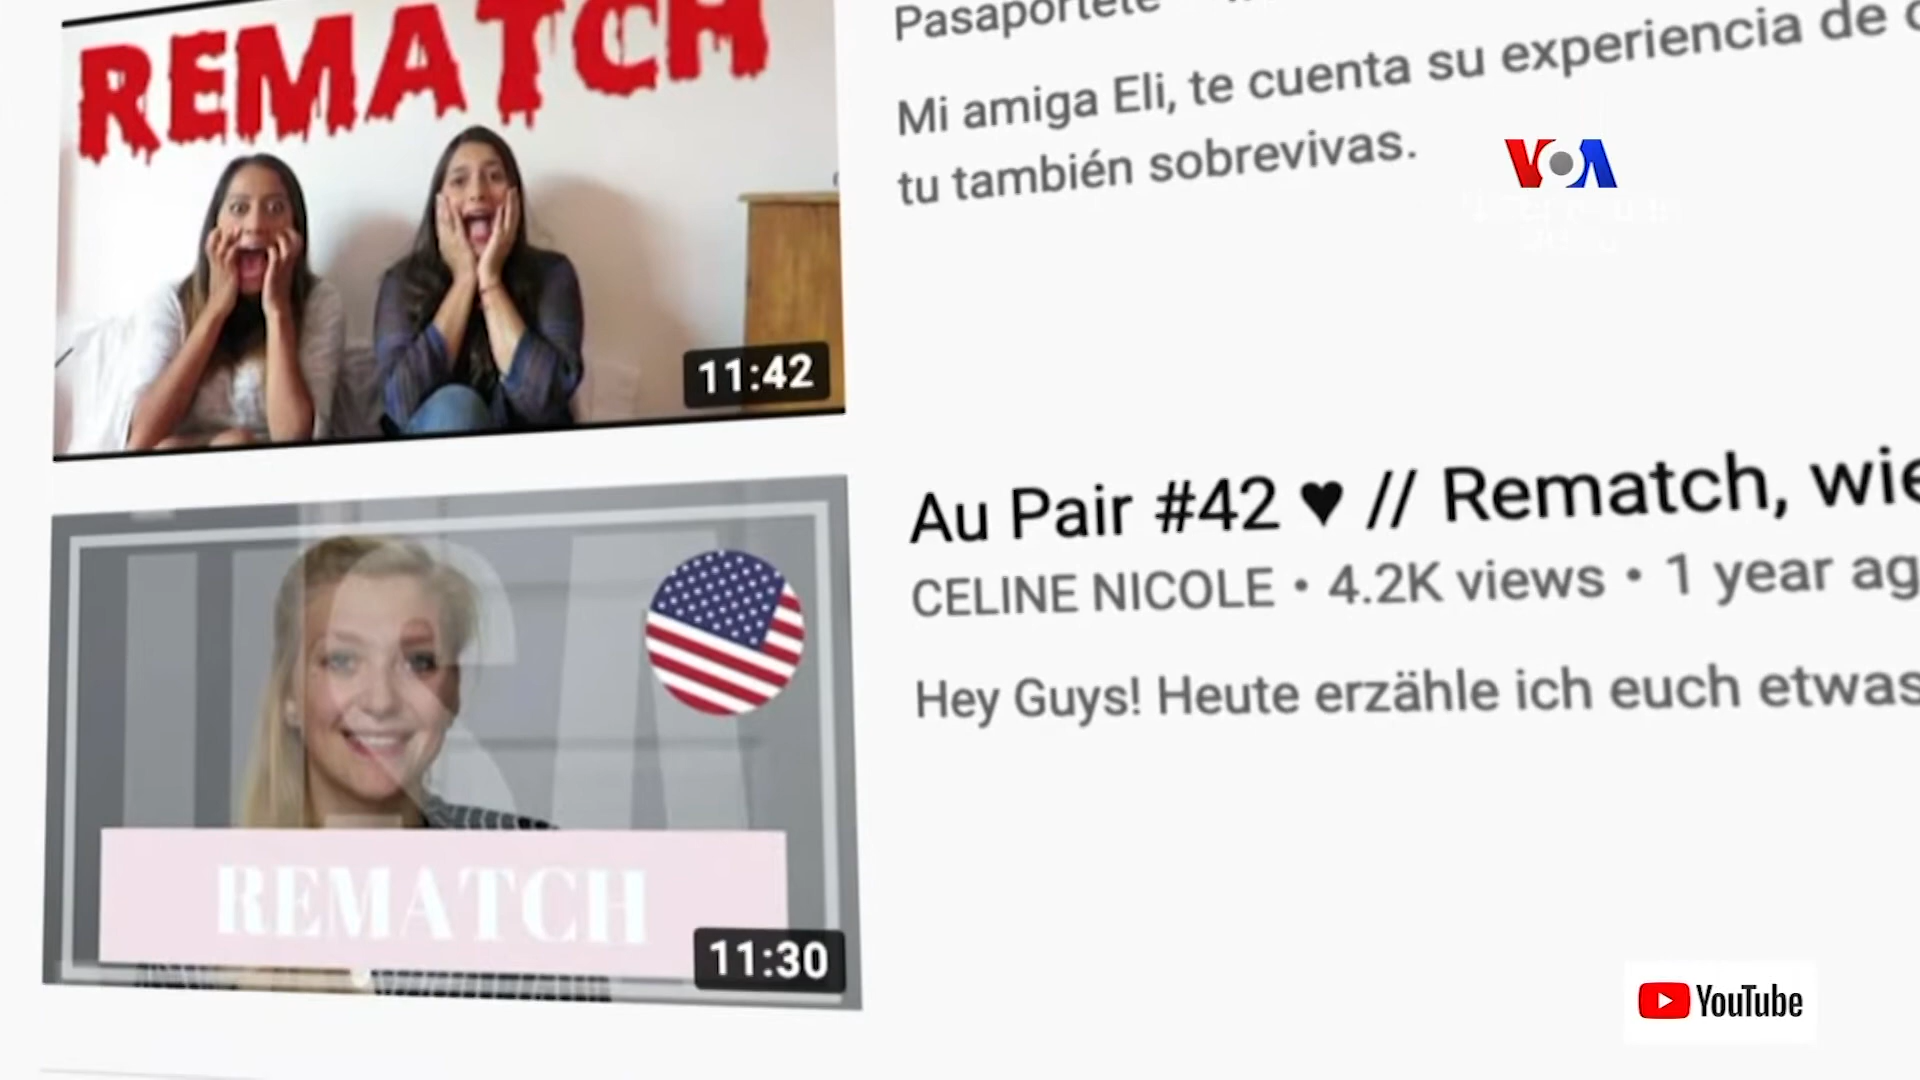 REMATCH
11:42
Pasaportete
Mi amiga Eli, te cuenta su experiencia de
tu también sobrevivas.
VOA
Au Pair #42 ♥ // Rematch, wie
CELINE NICOLE • 4.2K views • 1 year ag
Hey Guys! Heute erzähle ich euch etwas
USA
REMATCH
11:30
YouTube